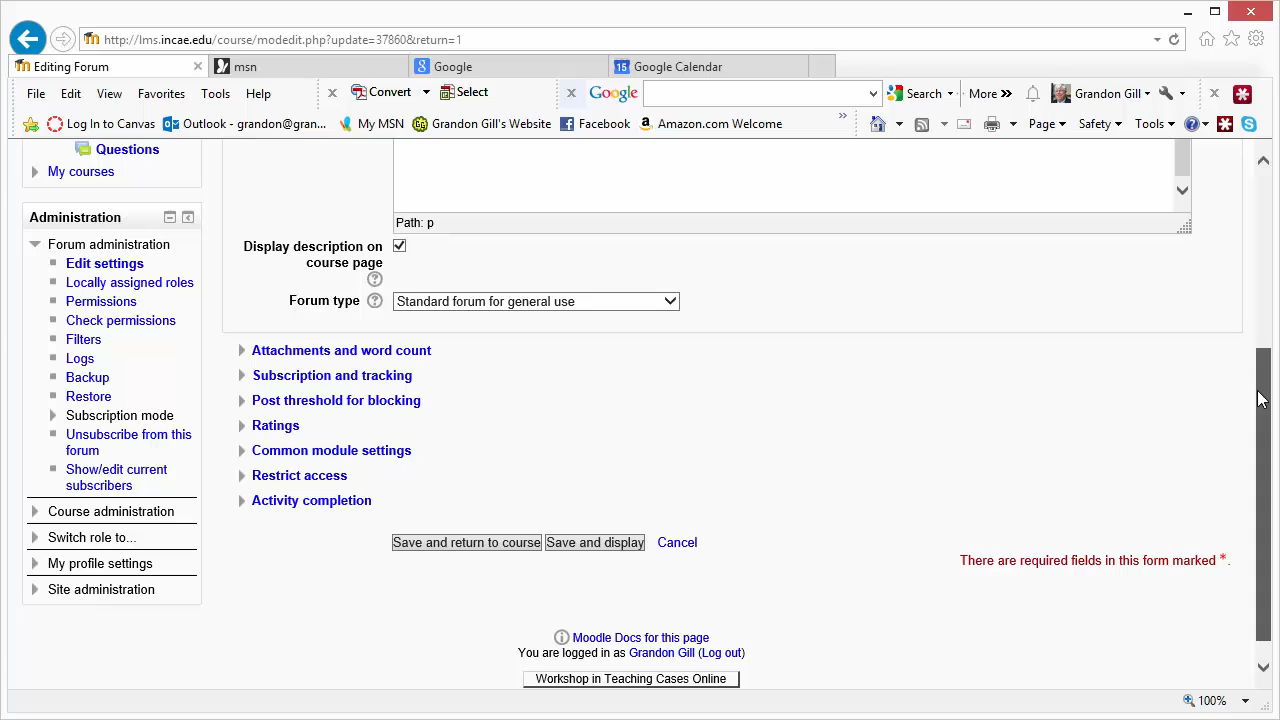 http://lms.incae.edu/course/modedit.php?update=37860&return=1
Editing Forum
msn
Google
15 Google Calendar
File Edit View Favorites Tools Help
Convert
Select
Google
Search
More
Grandon Gill
Log In to Canvas
Outlook - grandon@gran...
My MSN
Grandon Gill's Website
Facebook
Amazon.com Welcome
Page
Safety
Tools
Questions
My courses
Administration
Forum administration
Edit settings
Locally assigned roles
Permissions
Check permissions
Filters
Logs
Backup
Restore
Subscription mode
Unsubscribe from this
forum
Show/edit current
subscribers
Course administration
Switch role to...
My profile settings
Site administration
Path: p
Display description on
course page
Forum type
Standard forum for general use
Attachments and word count
Subscription and tracking
Post threshold for blocking
Ratings
Common module settings
Restrict access
Activity completion
Save and return to course
Save and display
Cancel
There are required fields in this form marked *.
Moodle Docs for this page
You are logged in as Grandon Gill (Log out)
Workshop in Teaching Cases Online
100%